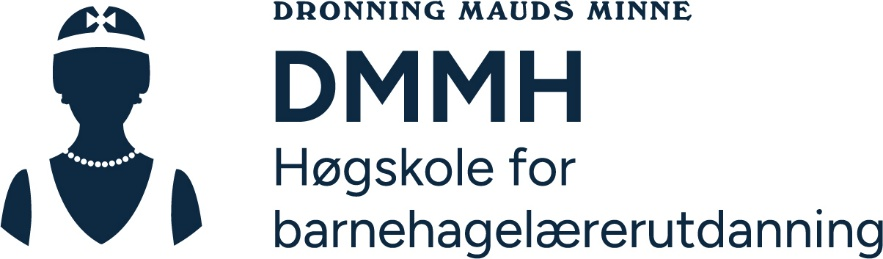 DRONNING MAUDS MINNE
DMMH
Høgskole for
barnehagelærerutdanning